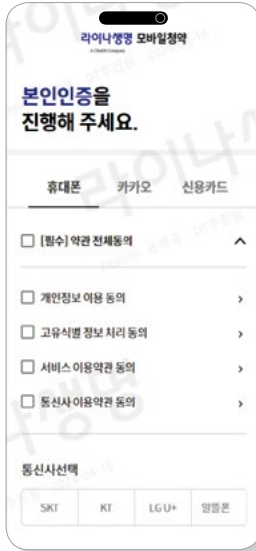 라이나생명 모바일청약
본인인증을
진행해 주세요.
휴대폰 카카오 신용카드
[필수] 약관 전체동의
개인정보 이용 동의
고유식별 정보 처리 동의
서비스 이용약관 동의
통신사 이용약관 동의
통신사선택
SKT KT LG U+ 알뜰폰